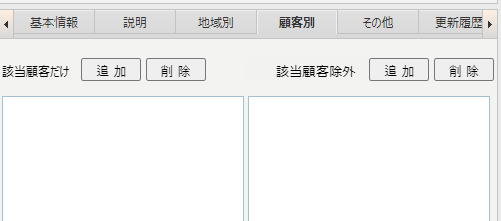 基本情報 説明 地域別 顧客別 その他 更新履歴
該当顧客だけ 追加 削除 該当顧客除外 追加 削除